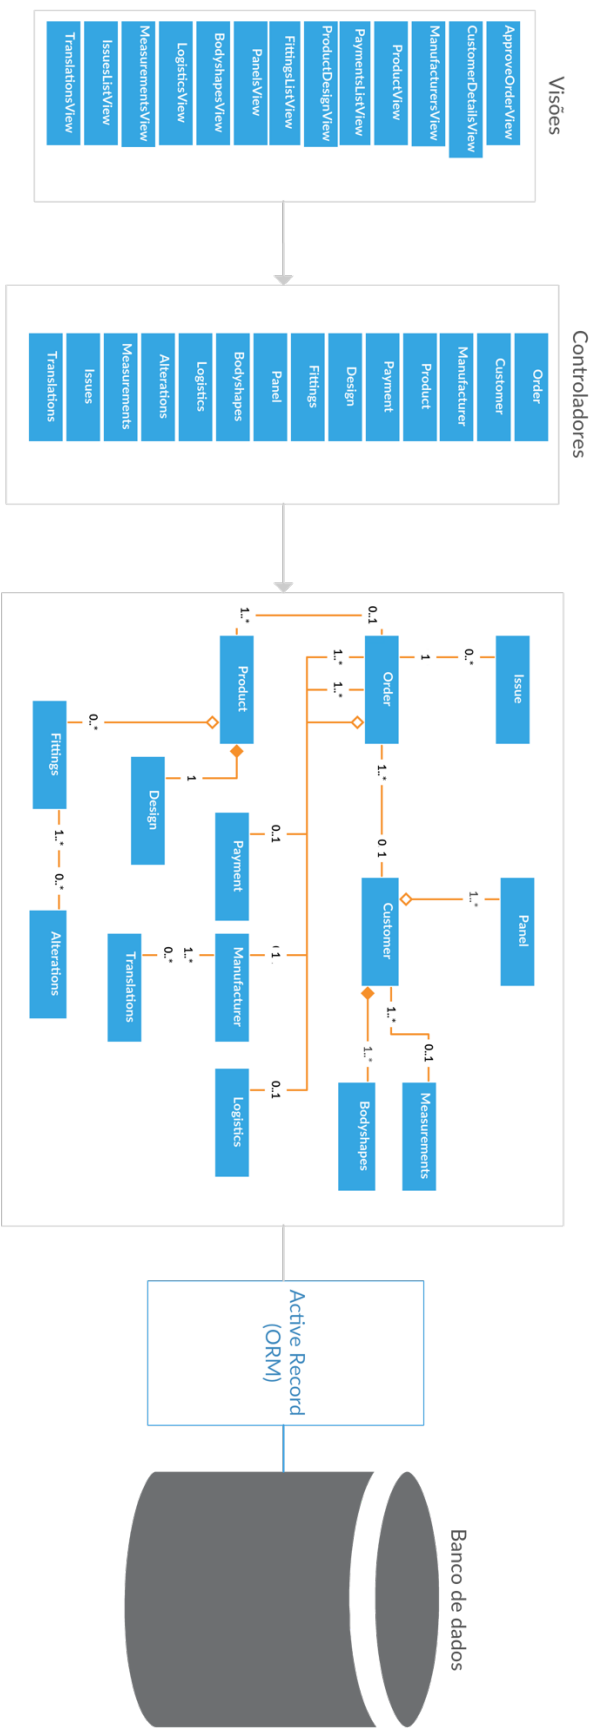 Visões
ApproveOrderView
CustomerDetailsView
ManufacturersView
ProductView
PaymentsListView
ProductDesignView
FittingsListView
PanelsView
BodyshapesView
LogisticsView
MeasurementsView
IssuesListView
TranslationsView
Controladores
Order
Customer
Manufacturer
Product
Payment
Design
Fittings
Panel
Bodyshapes
Logistics
Alterations
Measurements
Issues
Translations
Issue
0..*
1
Order
0..1
1..*
1..*
1..*
1..*
0 1
Customer
1..*
Panel
1..*
0..1
Measurements
1..*
Bodyshapes
Product
1
Design
0..*
Fittings
1..*
0..*
Alterations
0..1
Payment
1
Manufacturer
1..*
0..*
Translations
0..1
Logistics
Active Record
(ORM)
Banco de dados